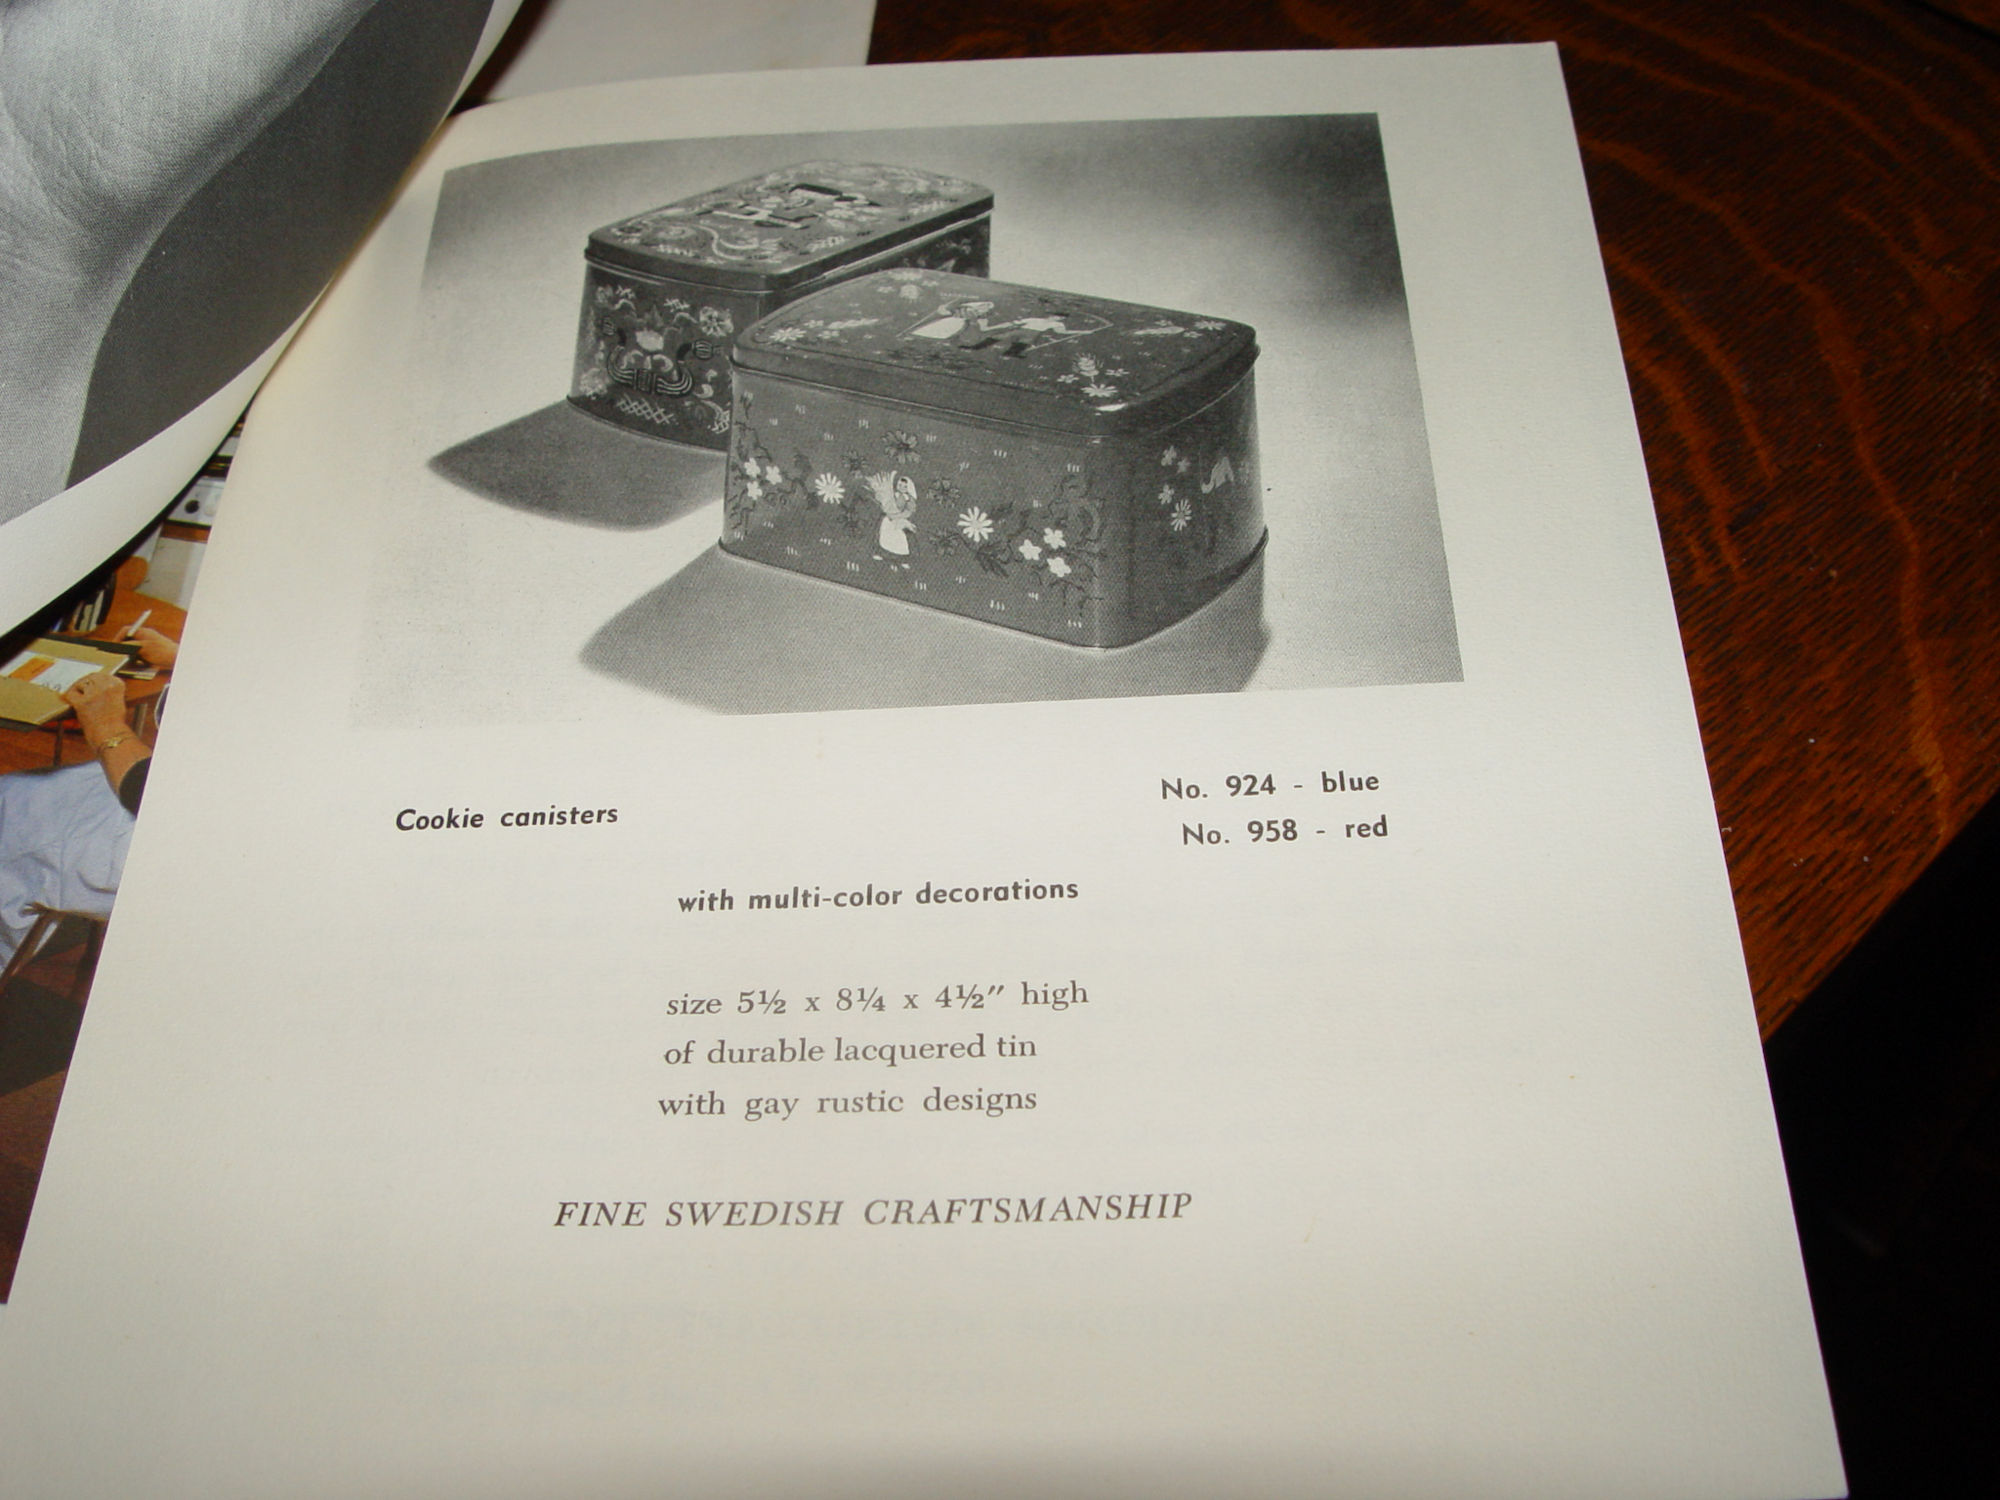 Cookie canisters
No. 924 - blue
No. 958 - red
with multi-color decorations
size 5½ x 8¼ x 4½″ high
of durable lacquered tin
with gay rustic designs
FINE SWEDISH CRAFTSMANSHIP